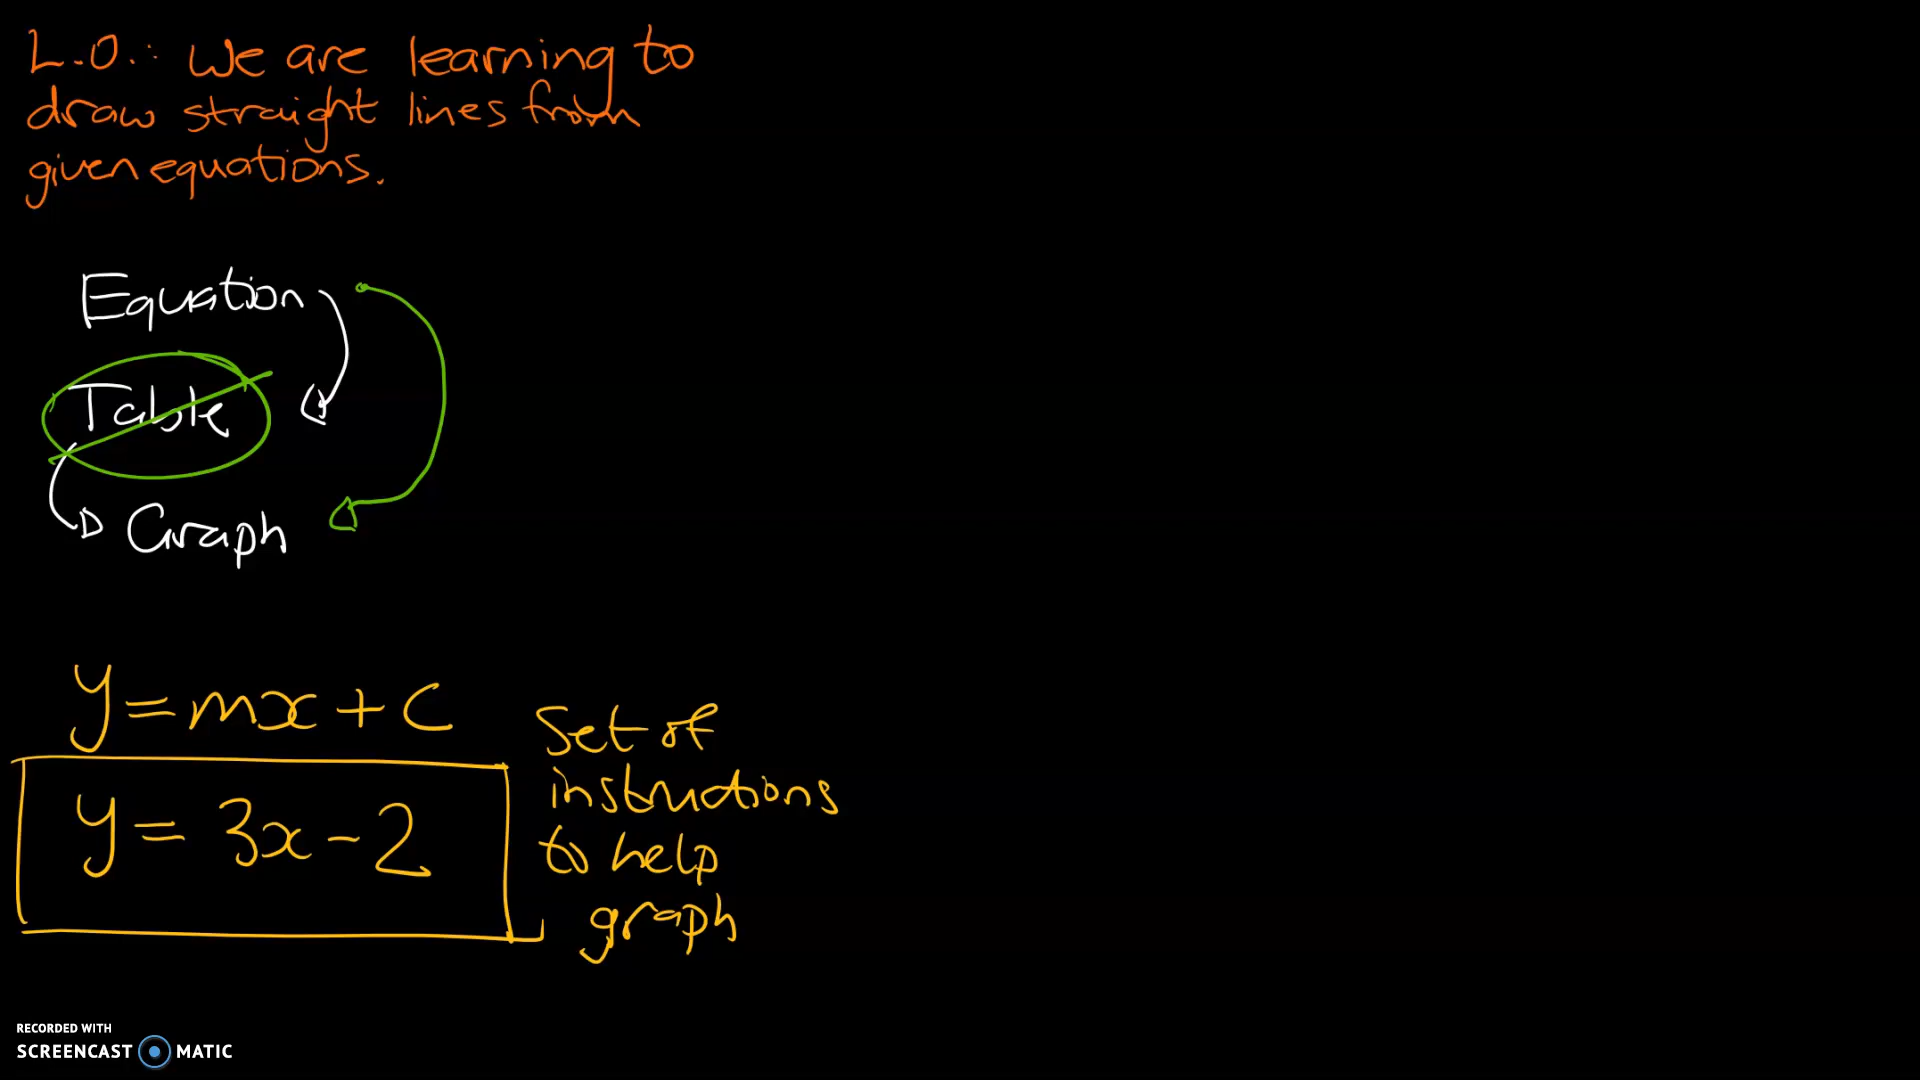 L.O.: We are learning to
draw straight lines from
given equations.
Equation
Table
Graph
y=mx+c
y= 3x-2
Set of
instructions
to help
graph
RECORDED WITH
SCREENCAST MATIC